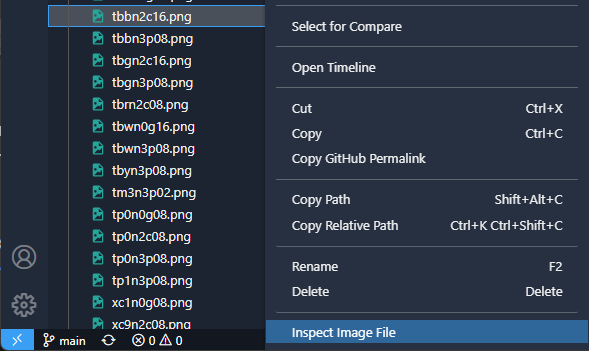 tbbn2c16.png
tbbn3p08.png
tbgn2c16.png
tbgn3p08.png
tbrn2c08.png
tbwn0g16.png
tbwn3p08.png
tbyn3p08.png
tm3n3p02.png
tp0n0g08.png
tp0n2c08.png
tp0n3p08.png
tp1n3p08.png
xc1n0g08.png
xc9n2c08.png
main 0 0
Select for Compare
Open Timeline
Cut Ctrl+X
Copy Ctrl+C
Copy GitHub Permalink
Copy Path Shift+Alt+C
Copy Relative Path Ctrl+K Ctrl+Shift+C
Rename F2
Delete Delete
Inspect Image File